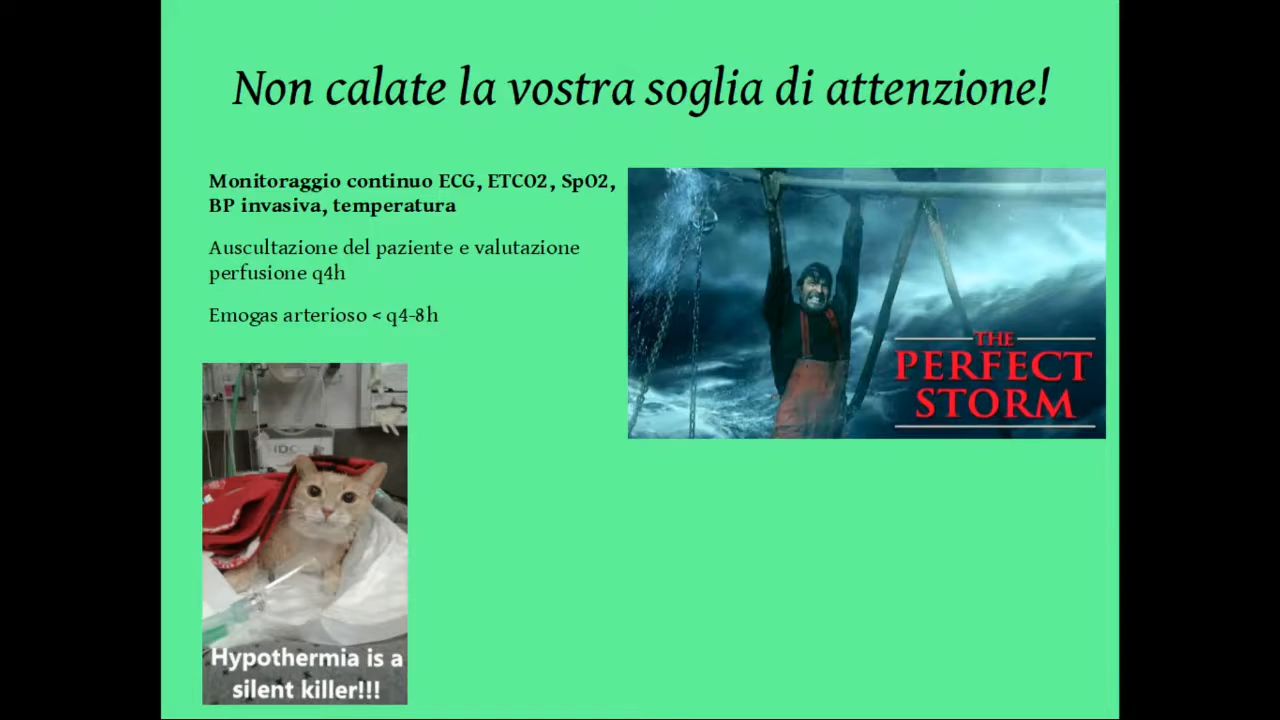 Non calate la vostra soglia di attenzione!
Monitoraggio continuo ECG, ETCO2, SpO2,
BP invasiva, temperatura
Auscultazione del paziente e valutazione
perfusione q4h
Emogas arterioso < q4-8h
THE
PERFECT
STORM
Hypothermia is a
silent killer!!!